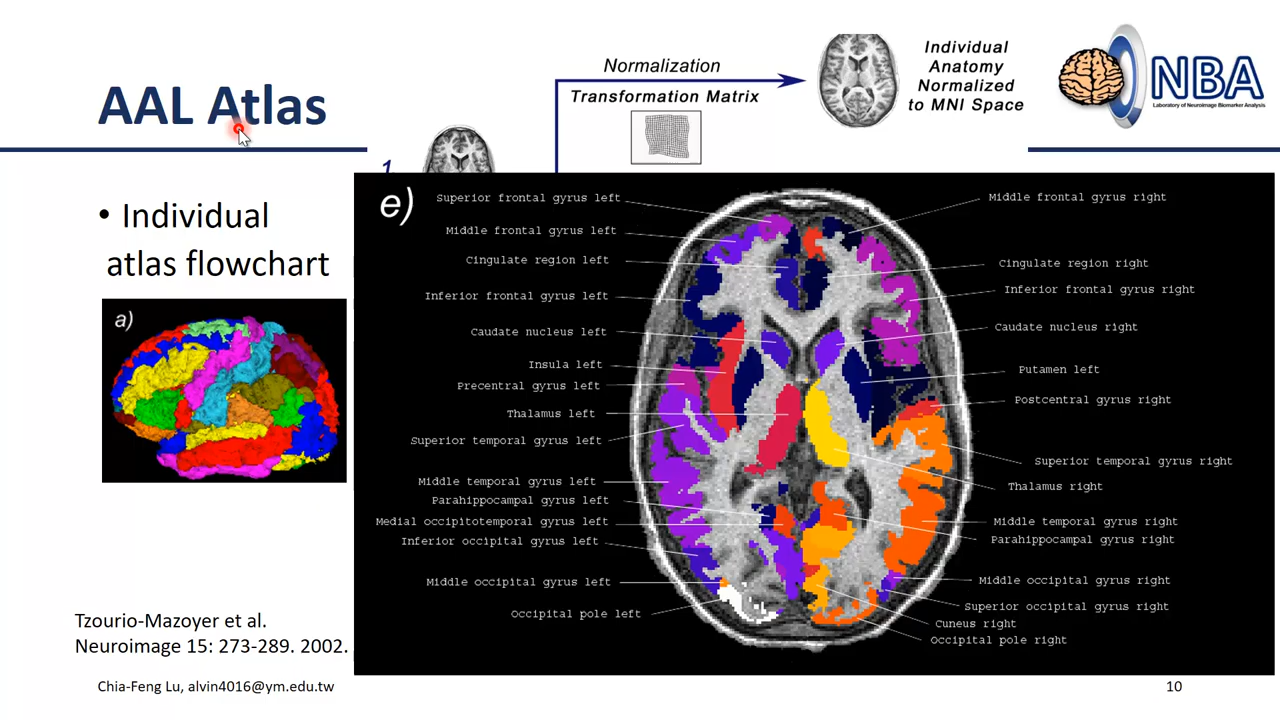 AAL Atlas
Normalization
Transformation Matrix
Individual
Anatomy
Normalized
to MNI Space
NBA
Laboratory of Neuroimage Biomarker Analysis
1
• Individual
atlas flowchart
a)
e)
Superior frontal gyrus left
Middle frontal gyrus left
Cingulate region left
Inferior frontal gyrus left
Caudate nucleus left
Insula left
Precentral gyrus left
Thalamus left
Superior temporal gyrus left
Middle temporal gyrus left
Parahippocampal gyrus left
Medial occipitotemporal gyrus left
Inferior occipital gyrus left
Middle occipital gyrus left
Occipital pole left
Middle frontal gyrus right
Cingulate region right
Inferior frontal gyrus right
Caudate nucleus right
Putamen left
Postcentral gyrus right
Superior temporal gyrus right
Thalamus right
Middle temporal gyrus right
Parahippocampal gyrus right
Middle occipital gyrus right
Superior occipital gyrus right
Cuneus right
Occipital pole right
Tzourio-Mazoyer et al.
Neuroimage 15: 273-289. 2002.
Chia-Feng Lu, alvin4016@ym.edu.tw
10